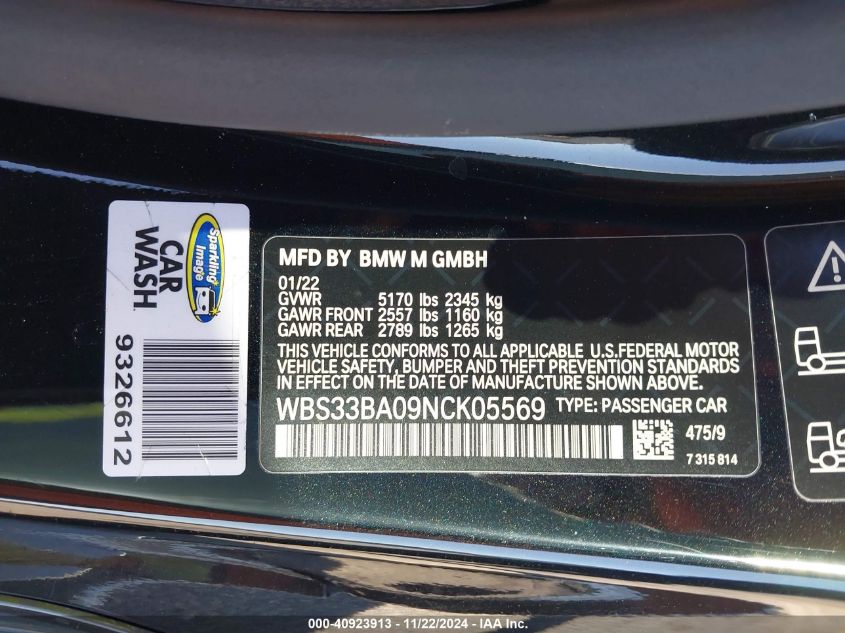 Sparkling
Image
CAR
WASH
9326612
MFD BY BMW M GMBH
01/22
GVWR 5170 lbs 2345 kg
GAWR FRONT 2557 lbs 1160 kg
GAWR REAR 2789 lbs 1265 kg
THIS VEHICLE CONFORMS TO ALL APPLICABLE U.S.FEDERAL MOTOR
VEHICLE SAFETY, BUMPER AND THEFT PREVENTION STANDARDS
IN EFFECT ON THE DATE OF MANUFACTURE SHOWN ABOVE.
WBS33BA09NCK05569 TYPE: PASSENGER CAR
475/9
7 315 814
000-40923913 - 11/22/2024 - IAA Inc.